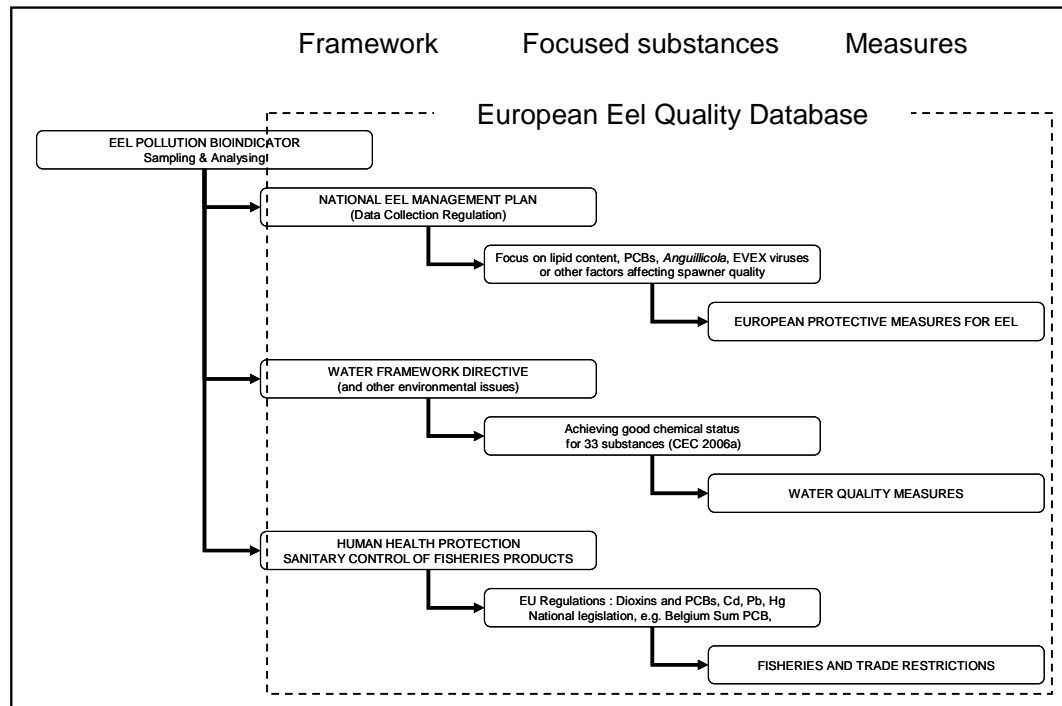 Framework Focused substances Measures
European Eel Quality Database
EEL POLLUTION BIOINDICATOR
Sampling & Analysing
NATIONAL EEL MANAGEMENT PLAN
(Data Collection Regulation)
Focus on lipid content, PCBs, Anguillicola, EVEX viruses
or other factors affecting spawner quality
EUROPEAN PROTECTIVE MEASURES FOR EEL
WATER FRAMEWORK DIRECTIVE
(and other environmental issues)
Achieving good chemical status
for 33 substances (CEC 2006a)
WATER QUALITY MEASURES
HUMAN HEALTH PROTECTION
SANITARY CONTROL OF FISHERIES PRODUCTS
EU Regulations : Dioxins and PCBs, Cd, Pb, Hg
National legislation, e.g. Belgium Sum PCB,
FISHERIES AND TRADE RESTRICTIONS